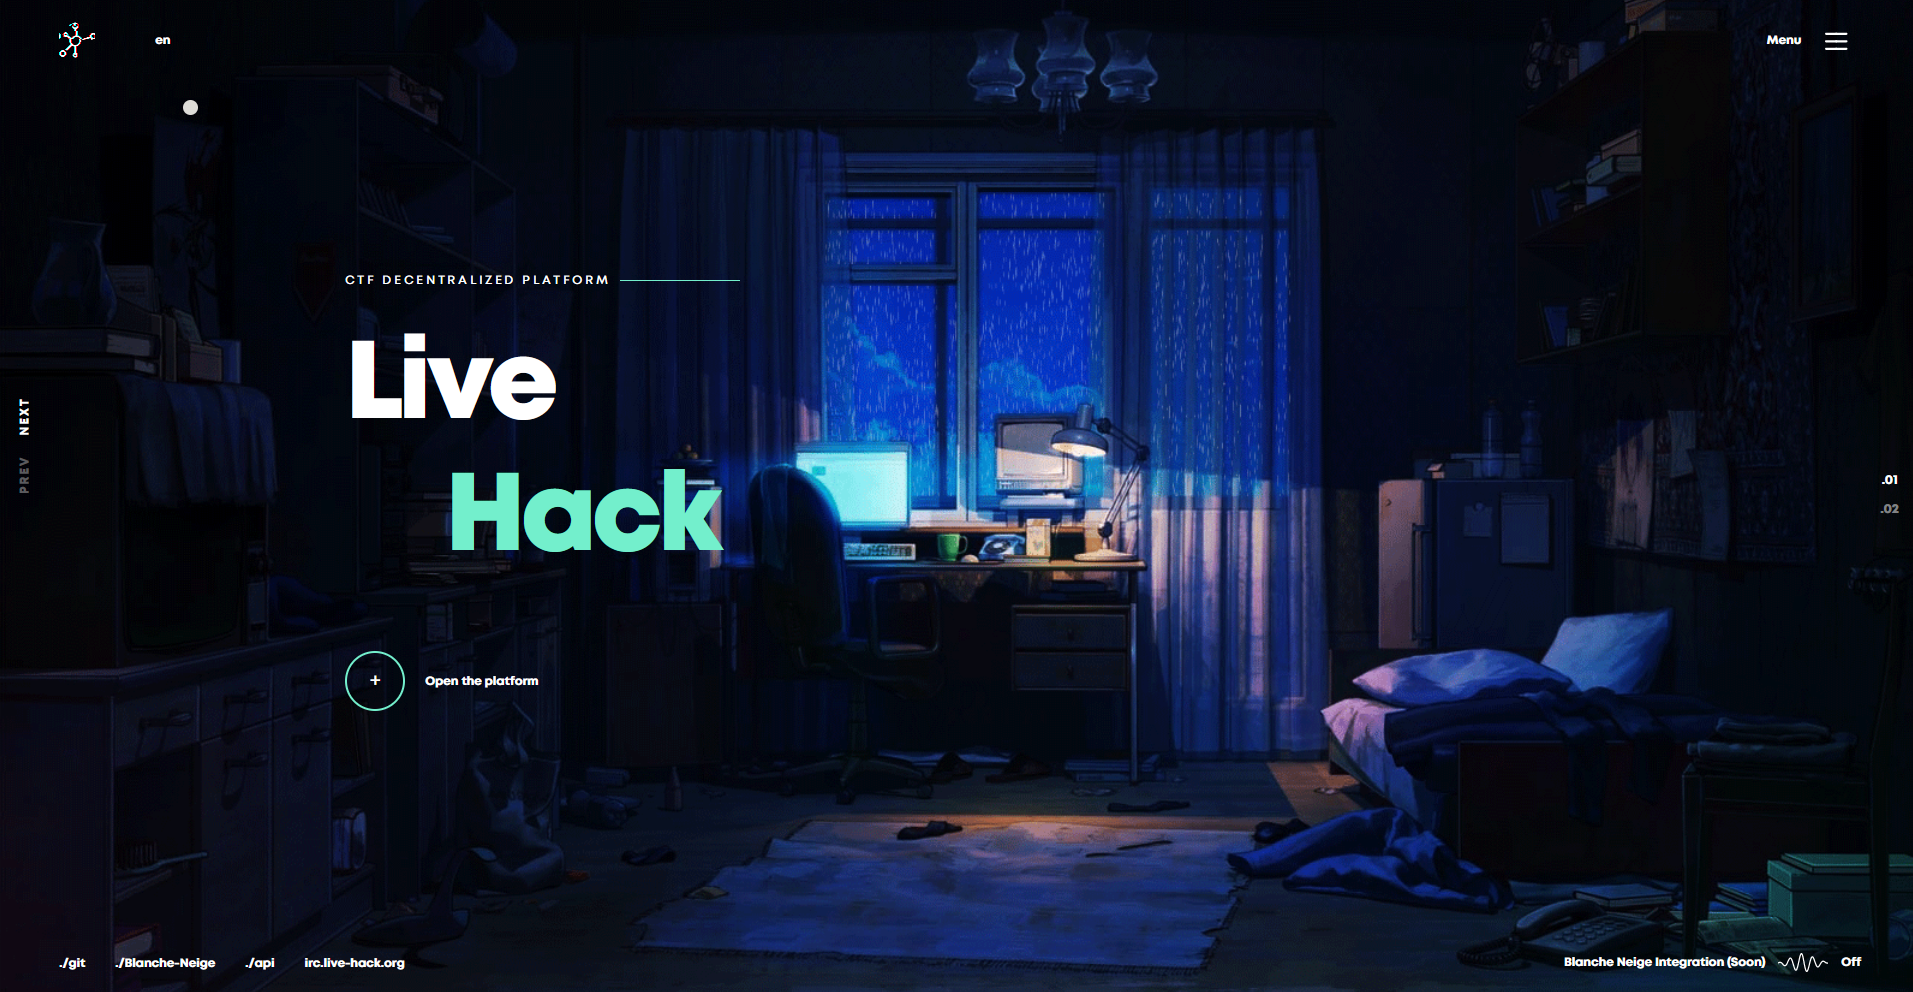 en
Menu
CTF DECENTRALIZED PLATFORM
Live
Hack
NEXT
PREV
.01
.02
+
Open the platform
./git
./Blanche-Neige
./api
irc.live-hack.org
Blanche Neige Integration (Soon)
Off